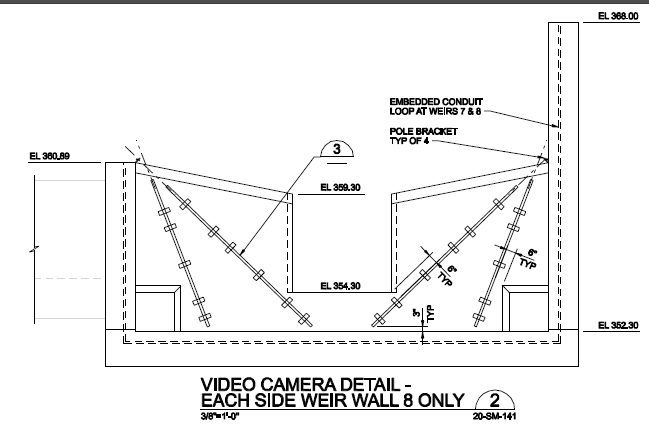 EL 368.00
EMBEDDED CONDUIT
LOOP AT WEIRS 7 & 8
POLE BRACKET
TYP OF 4
3
EL 360.89
EL 359.30
6"
TYP
6"
TYP
EL 354.30
3"
TYP
EL 352.30
VIDEO CAMERA DETAIL -
EACH SIDE WEIR WALL 8 ONLY
2
3/8"=1'-0"
20-SM-141